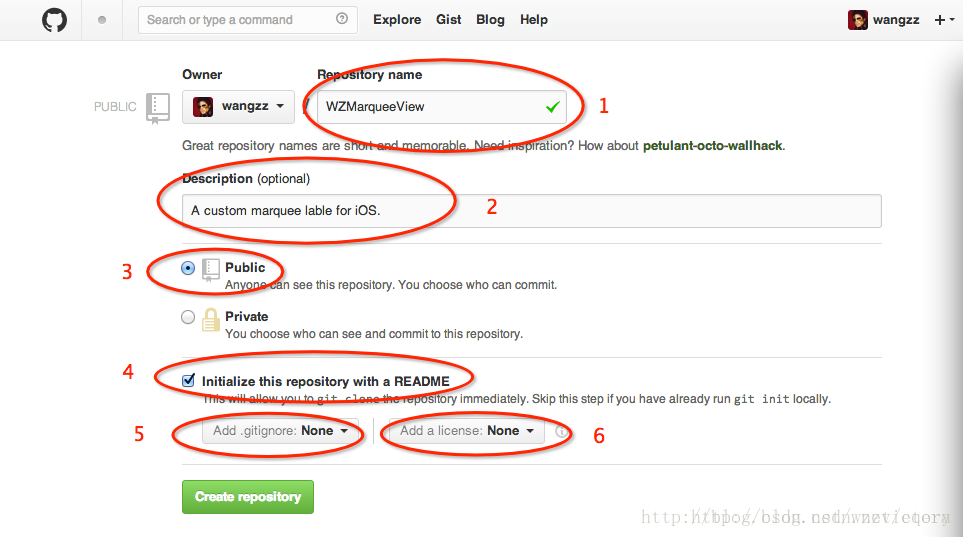 Search or type a command Explore Gist Blog Help wangzz
Owner Repository name
PUBLIC wangzz / WZMarqueeView 1
Great repository names are short and memorable. Need inspiration? How about petulant-octo-wallhack.
Description (optional)
A custom marquee lable for iOS. 2
3 Public
Anyone can see this repository. You choose who can commit.
Private
You choose who can see and commit to this repository.
4 Initialize this repository with a README
This will allow you to git clone the repository immediately. Skip this step if you have already run git init locally.
5 Add .gitignore: None Add a license: None 6
Create repository